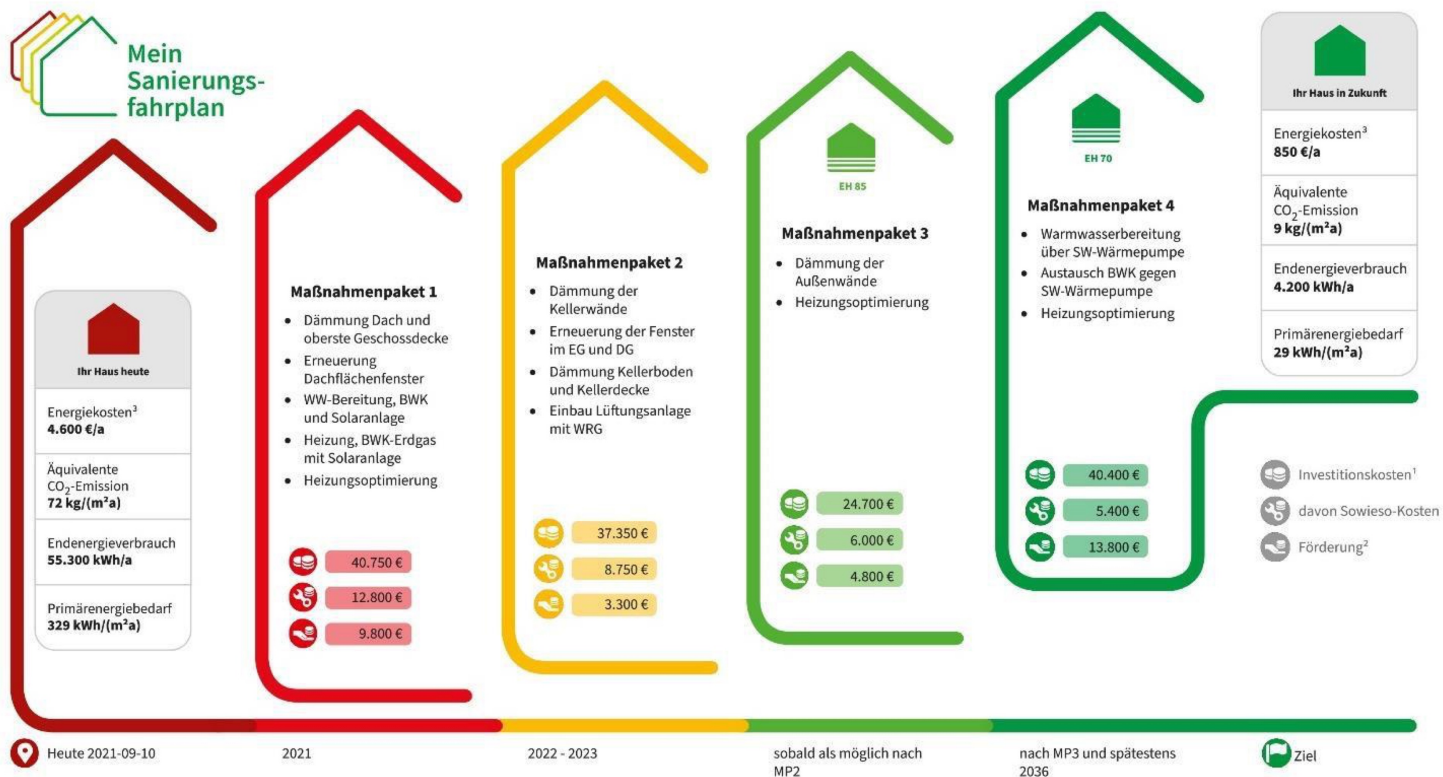 Mein
Sanierungs-
fahrplan
Ihr Haus heute
Energiekosten³
4.600 €/a
Äquivalente
CO₂-Emission
72 kg/(m²a)
Endenergieverbrauch
55.300 kWh/a
Primärenergiebedarf
329 kWh/(m²a)
Maßnahmenpaket 1
• Dämmung Dach und
oberste Geschossdecke
• Erneuerung
Dachflächenfenster
• WW-Bereitung, BWK
und Solaranlage
• Heizung, BWK-Erdgas
mit Solaranlage
• Heizungsoptimierung
40.750 €
12.800 €
9.800 €
Maßnahmenpaket 2
• Dämmung der
Kellerwände
• Erneuerung der Fenster
im EG und DG
• Dämmung Kellerboden
und Kellerdecke
• Einbau Lüftungsanlage
mit WRG
37.350 €
8.750 €
3.300 €
EH 85
Maßnahmenpaket 3
• Dämmung der
Außenwände
• Heizungsoptimierung
24.700 €
6.000 €
4.800 €
EH 70
Maßnahmenpaket 4
• Warmwasserbereitung
über SW-Wärmepumpe
• Austausch BWK gegen
SW-Wärmepumpe
• Heizungsoptimierung
40.400 €
5.400 €
13.800 €
Ihr Haus in Zukunft
Energiekosten³
850 €/a
Äquivalente
CO₂-Emission
9 kg/(m²a)
Endenergieverbrauch
4.200 kWh/a
Primärenergiebedarf
29 kWh/(m²a)
Investitionskosten¹
davon Sowieso-Kosten
Förderung²
Heute 2021-09-10
2021
2022 - 2023
sobald als möglich nach
MP2
nach MP3 und spätestens
2036
Ziel